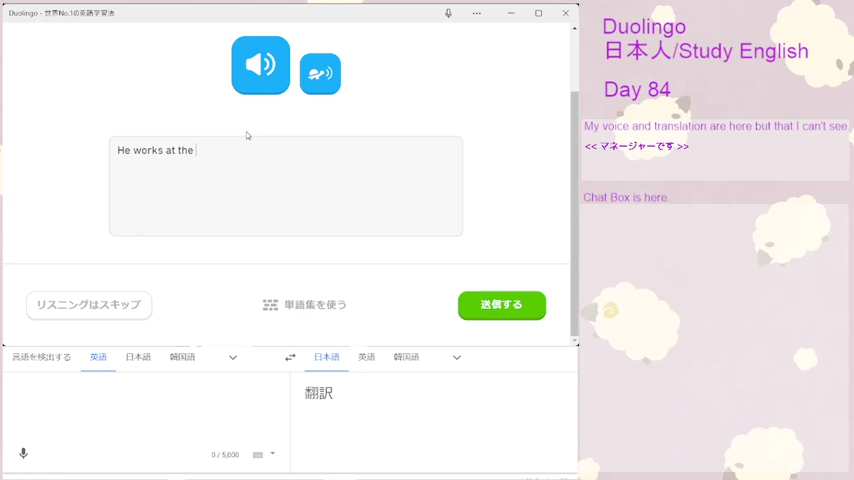 Duolingo - 世界No.1の英語学習法
He works at the
リスニングはスキップ
単語集を使う
送信する
言語を検出する
英語
日本語
韓国語
日本語
英語
韓国語
翻訳
0 / 5,000
Duolingo
日本人/Study English
Day 84
My voice and translation are here but that I can't see.
<< マネージャーです >>
Chat Box is here.